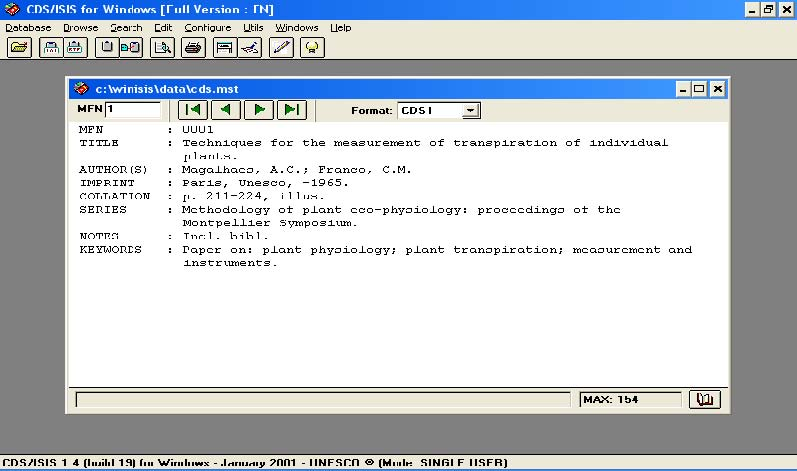 CDS/ISIS for Windows [Full Version : EN]
Database Browse Search Edit Configure Utils Windows Help
c:\winisis\data\cds.mst
MFN 1 Format: CDS1
MFN : 0001
TITLE : Techniques for the measurement of transpiration of individual
plants.
AUTHOR(S) : Magalhaes, A.C.; Franco, C.M.
IMPRINT : Paris, Unesco, -1965.
COLLATION : p. 211-224, illus.
SERIES : Methodology of plant eco-physiology: proceedings of the
Montpellier Symposium.
NOTES : Incl. bibl.
KEYWORDS : Paper on: plant physiology; plant transpiration; measurement and
instruments.
MAX: 154
CDS/ISIS 1.4 (build 19) for Windows - January 2001 - UNESCO ® (Mode: SINGLE USER)